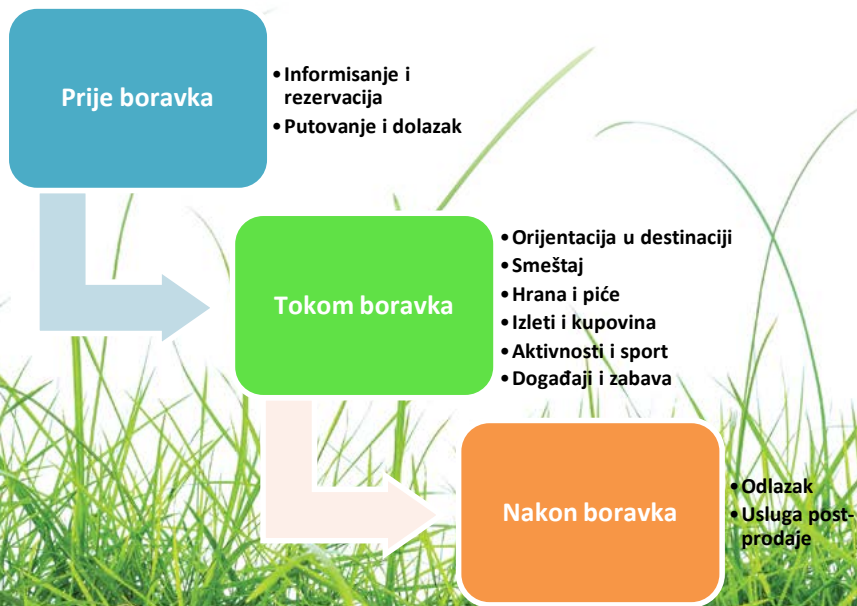 Prije boravka
• Informisanje i
rezervacija
• Putovanje i dolazak
Tokom boravka
• Orijentacija u destinaciji
• Smeštaj
• Hrana i piće
• Izleti i kupovina
• Aktivnosti i sport
• Događaji i zabava
Nakon boravka
• Odlazak
• Usluga post-
prodaje